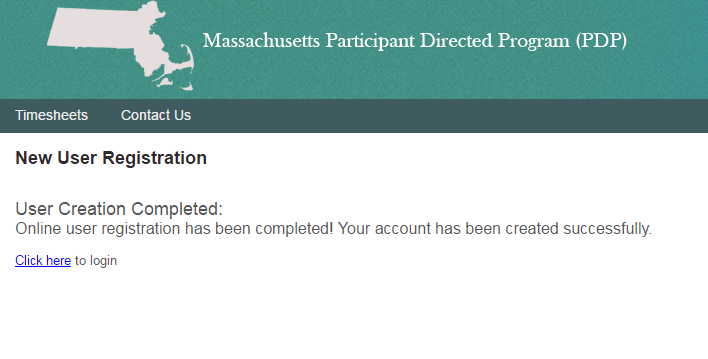 Massachusetts Participant Directed Program (PDP)
Timesheets Contact Us
New User Registration
User Creation Completed:
Online user registration has been completed! Your account has been created successfully.
Click here to login